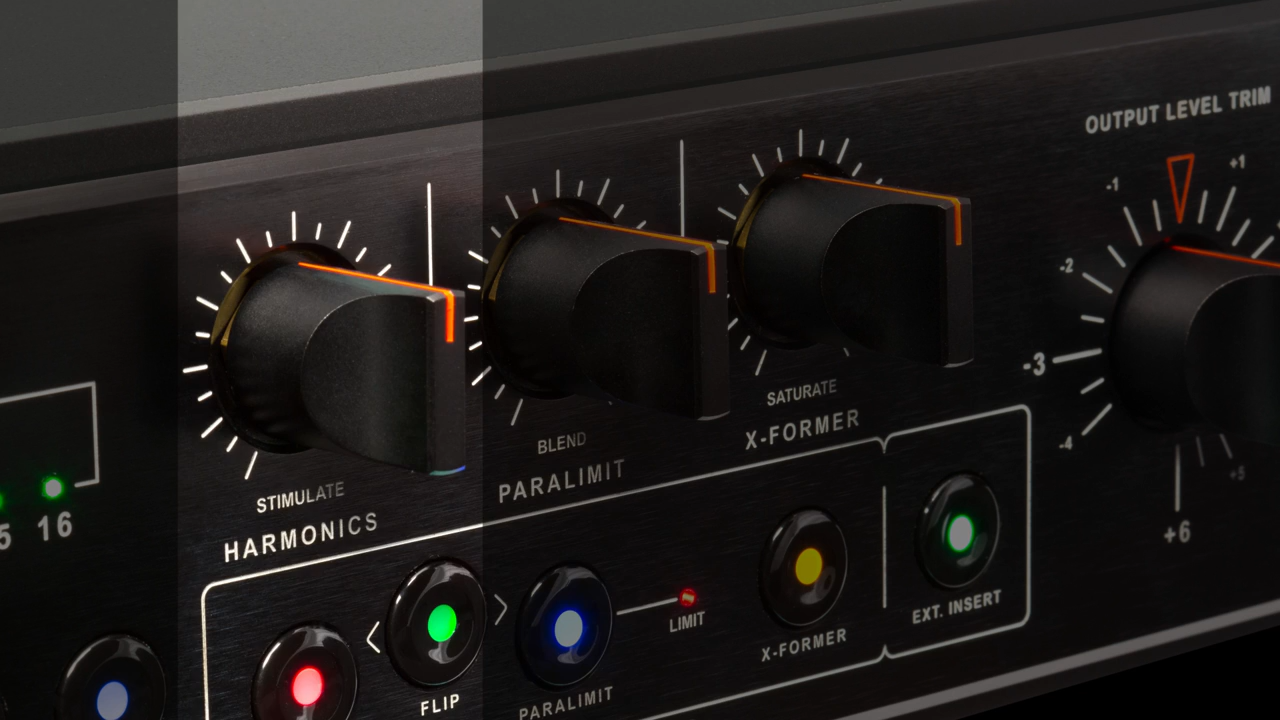 OUTPUT LEVEL TRIM
-1
+1
-2
-3
-4
+5
+6
SATURATE
X-FORMER
BLEND
PARALIMIT
STIMULATE
HARMONICS
16
FLIP
PARALIMIT
LIMIT
X-FORMER
EXT. INSERT